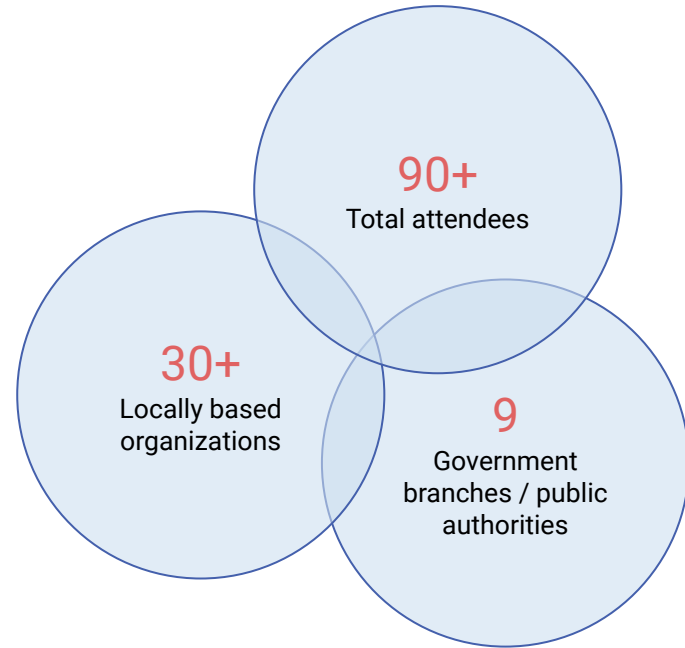 90+
Total attendees
30+
Locally based
organizations
9
Government
branches / public
authorities